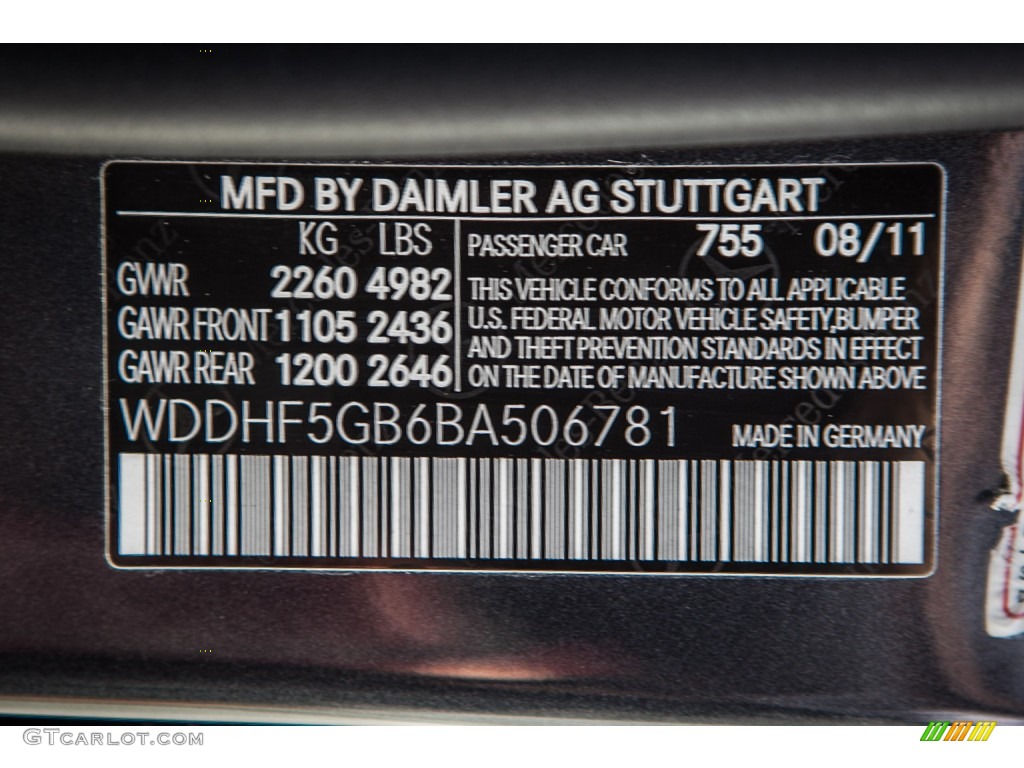 MFD BY DAIMLER AG STUTTGART
KG LBS
GVWR 2260 4982
GAWR FRONT 1105 2436
GAWR REAR 1200 2646
PASSENGER CAR 755 08/11
THIS VEHICLE CONFORMS TO ALL APPLICABLE
U.S. FEDERAL MOTOR VEHICLE SAFETY,BUMPER
AND THEFT PREVENTION STANDARDS IN EFFECT
ON THE DATE OF MANUFACTURE SHOWN ABOVE
WDDHF5GB6BA506781
MADE IN GERMANY
GTCARLOT.COM